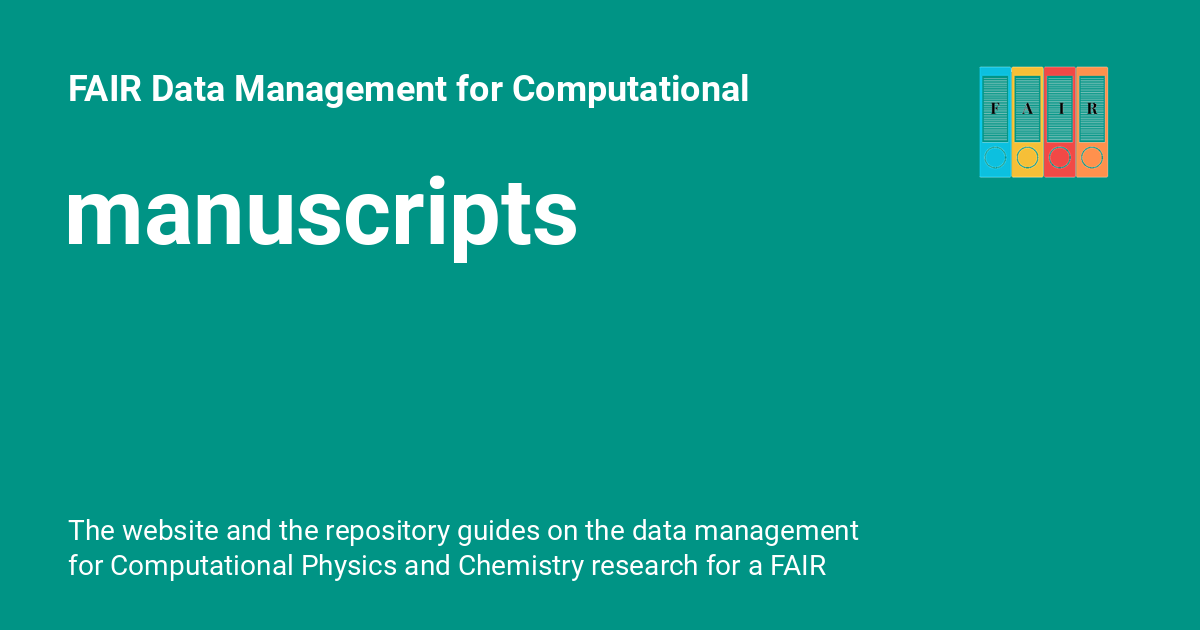 FAIR Data Management for Computational
F A I R
manuscripts
The website and the repository guides on the data management
for Computational Physics and Chemistry research for a FAIR